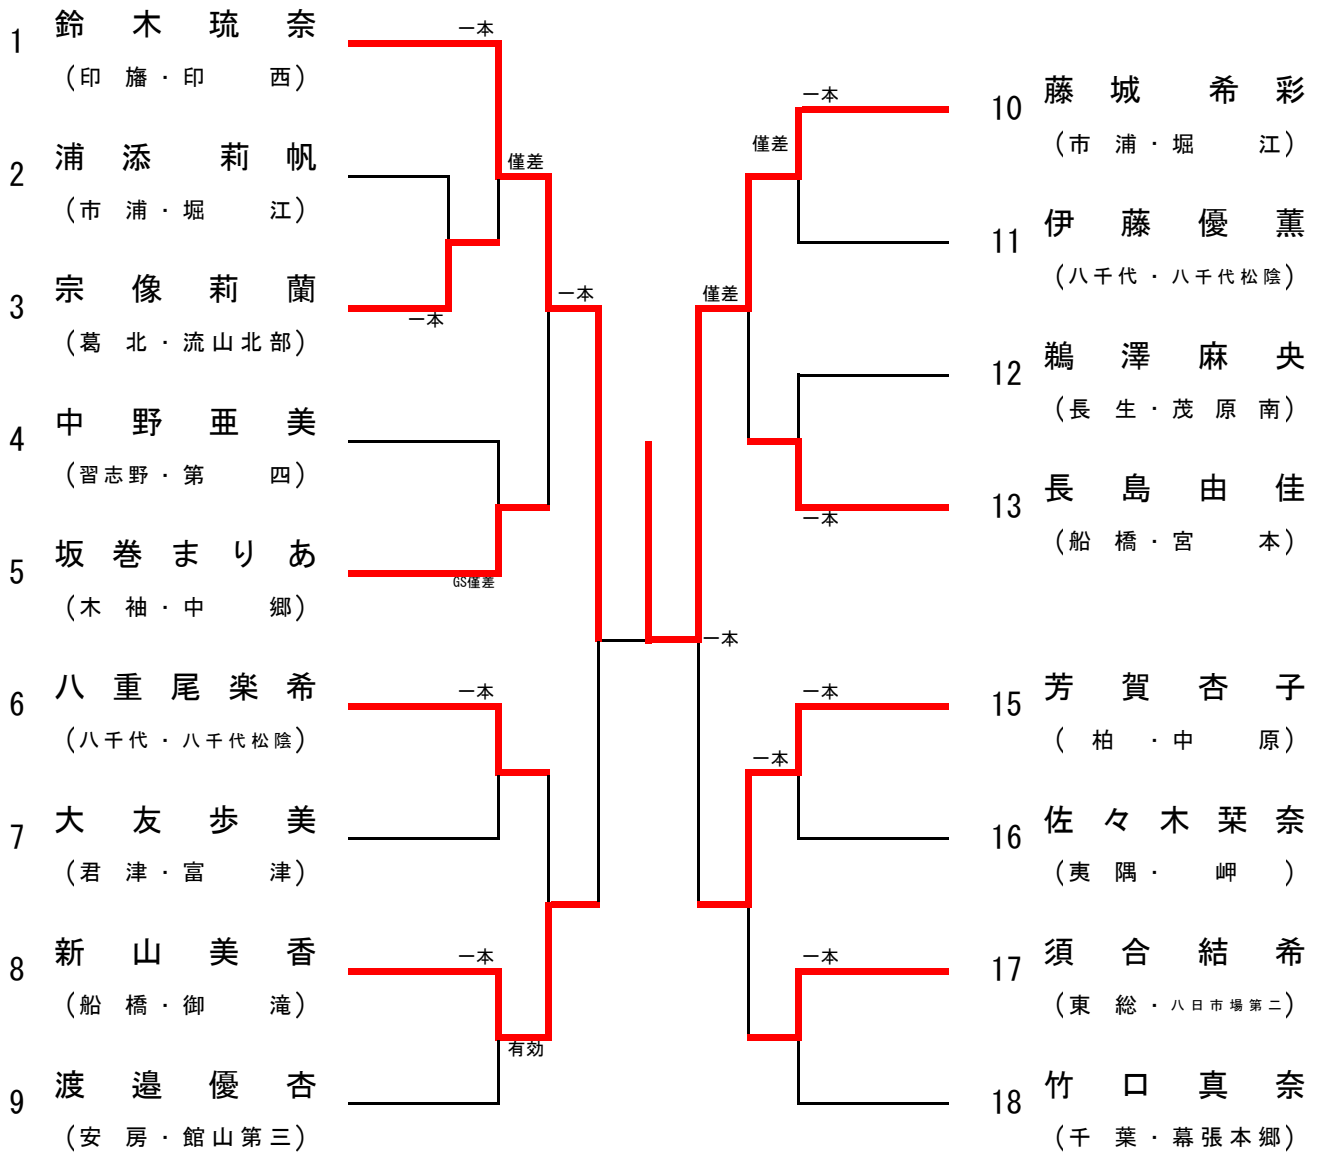 1 鈴木琉奈
(印旛・印西)
2 浦添莉帆
(市浦・堀江)
3 宗像莉蘭
(葛北・流山北部)
4 中野亜美
(習志野・第四)
5 坂巻まりあ
(木袖・中郷)
6 八重尾楽希
(八千代・八千代松陰)
7 大友歩美
(君津・富津)
8 新山美香
(船橋・御滝)
9 渡邉優杏
(安房・館山第三)
一本
僅差
一本
一本
GS僅差
一本
一本
有効
一本
僅差
僅差
一本
一本
一本
一本
一本
10 藤城希彩
(市浦・堀江)
11 伊藤優薫
(八千代・八千代松陰)
12 鵜澤麻央
(長生・茂原南)
13 長島由佳
(船橋・宮本)
15 芳賀杏子
(柏・中原)
16 佐々木栞奈
(夷隅・岬)
17 須合結希
(東総・八日市場第二)
18 竹口真奈
(千葉・幕張本郷)